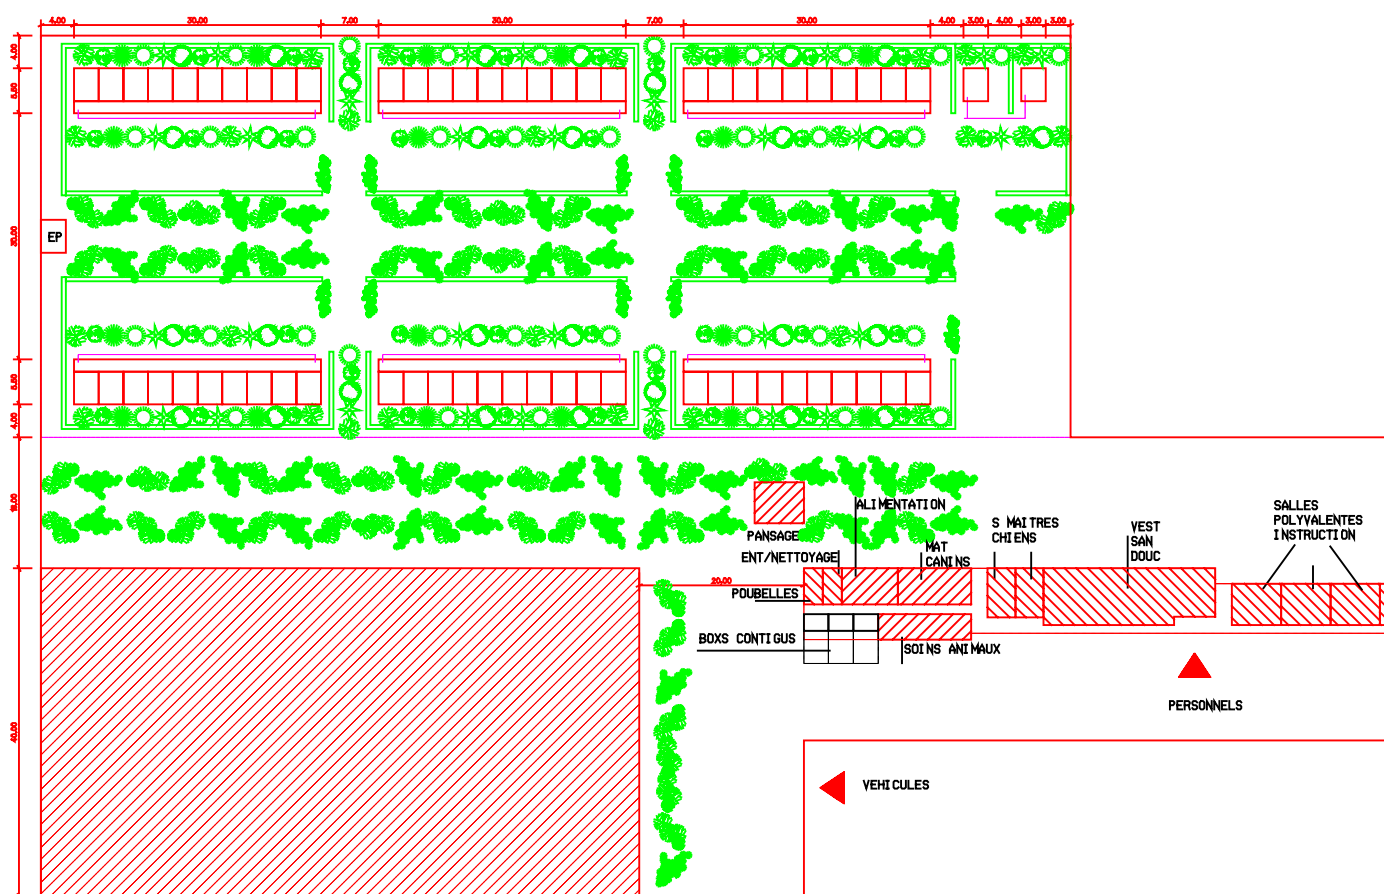 4.00 30.00 7.00 30.00 7.00 30.00 4.00 3.00 4.00 3.00 3.00
4.00
5.50
EP
30.00
5.50
4.00
ALIMENTATION
SALLES
POLYVALENTES
INSTRUCTION
S MAITRES
CHIENS
VEST
SAN
DOUC
PANSAGE
ENT/NETTOYAGE
MAT
CANINS
20.00
POUBELLES
BOXS CONTIGUS
SOINS ANIMAUX
PERSONNELS
40.00
VEHICULES